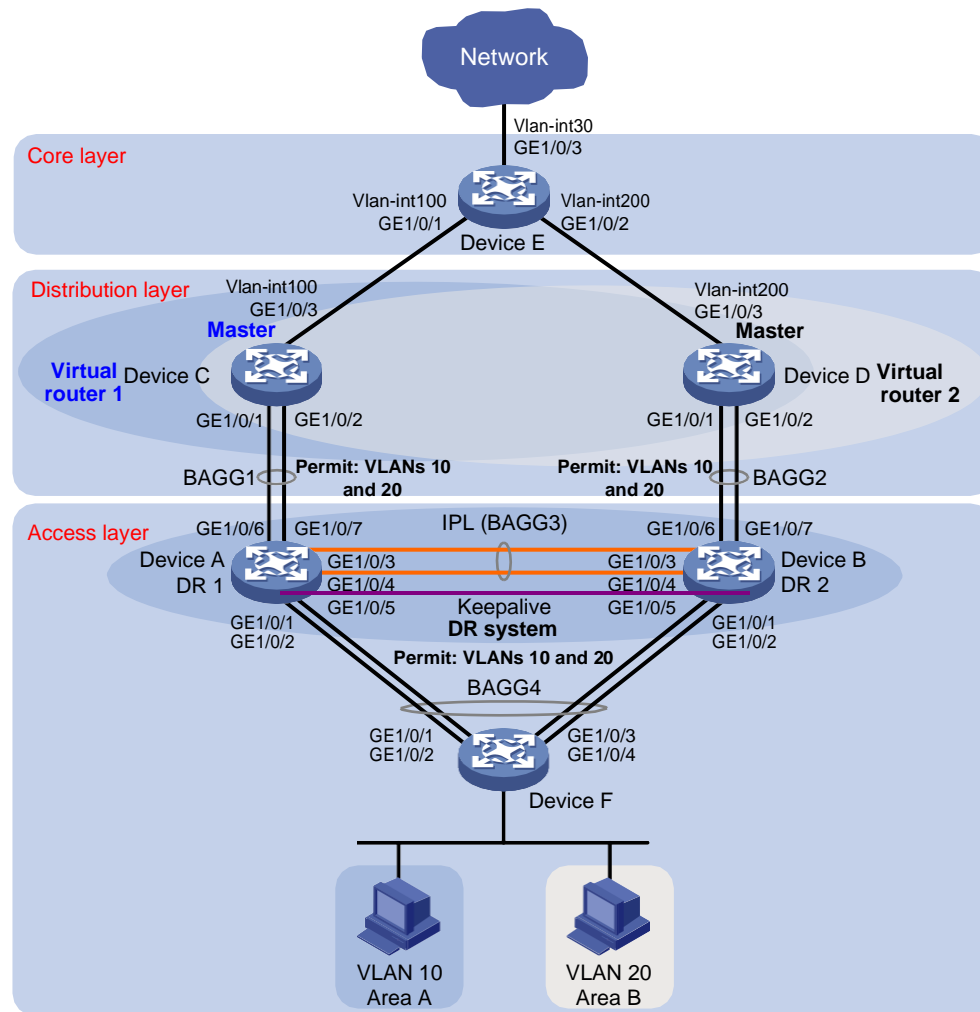 Network
Vlan-int30
GE1/0/3
Core layer
Vlan-int100
GE1/0/1
Vlan-int200
GE1/0/2
Device E
Distribution layer
Vlan-int100
GE1/0/3
Master
Vlan-int200
GE1/0/3
Master
Virtual
router 1
Device C
Device D
Virtual
router 2
GE1/0/1
GE1/0/2
GE1/0/1
GE1/0/2
BAGG1
Permit: VLANs 10
and 20
Permit: VLANs 10
and 20
BAGG2
Access layer
GE1/0/6
GE1/0/7
IPL (BAGG3)
GE1/0/6
GE1/0/7
Device A
DR 1
GE1/0/3
GE1/0/4
GE1/0/5
GE1/0/3
GE1/0/4
GE1/0/5
Device B
DR 2
Keepalive
DR system
GE1/0/1
GE1/0/2
GE1/0/1
GE1/0/2
Permit: VLANs 10 and 20
BAGG4
GE1/0/1
GE1/0/2
GE1/0/3
GE1/0/4
Device F
VLAN 10
Area A
VLAN 20
Area B